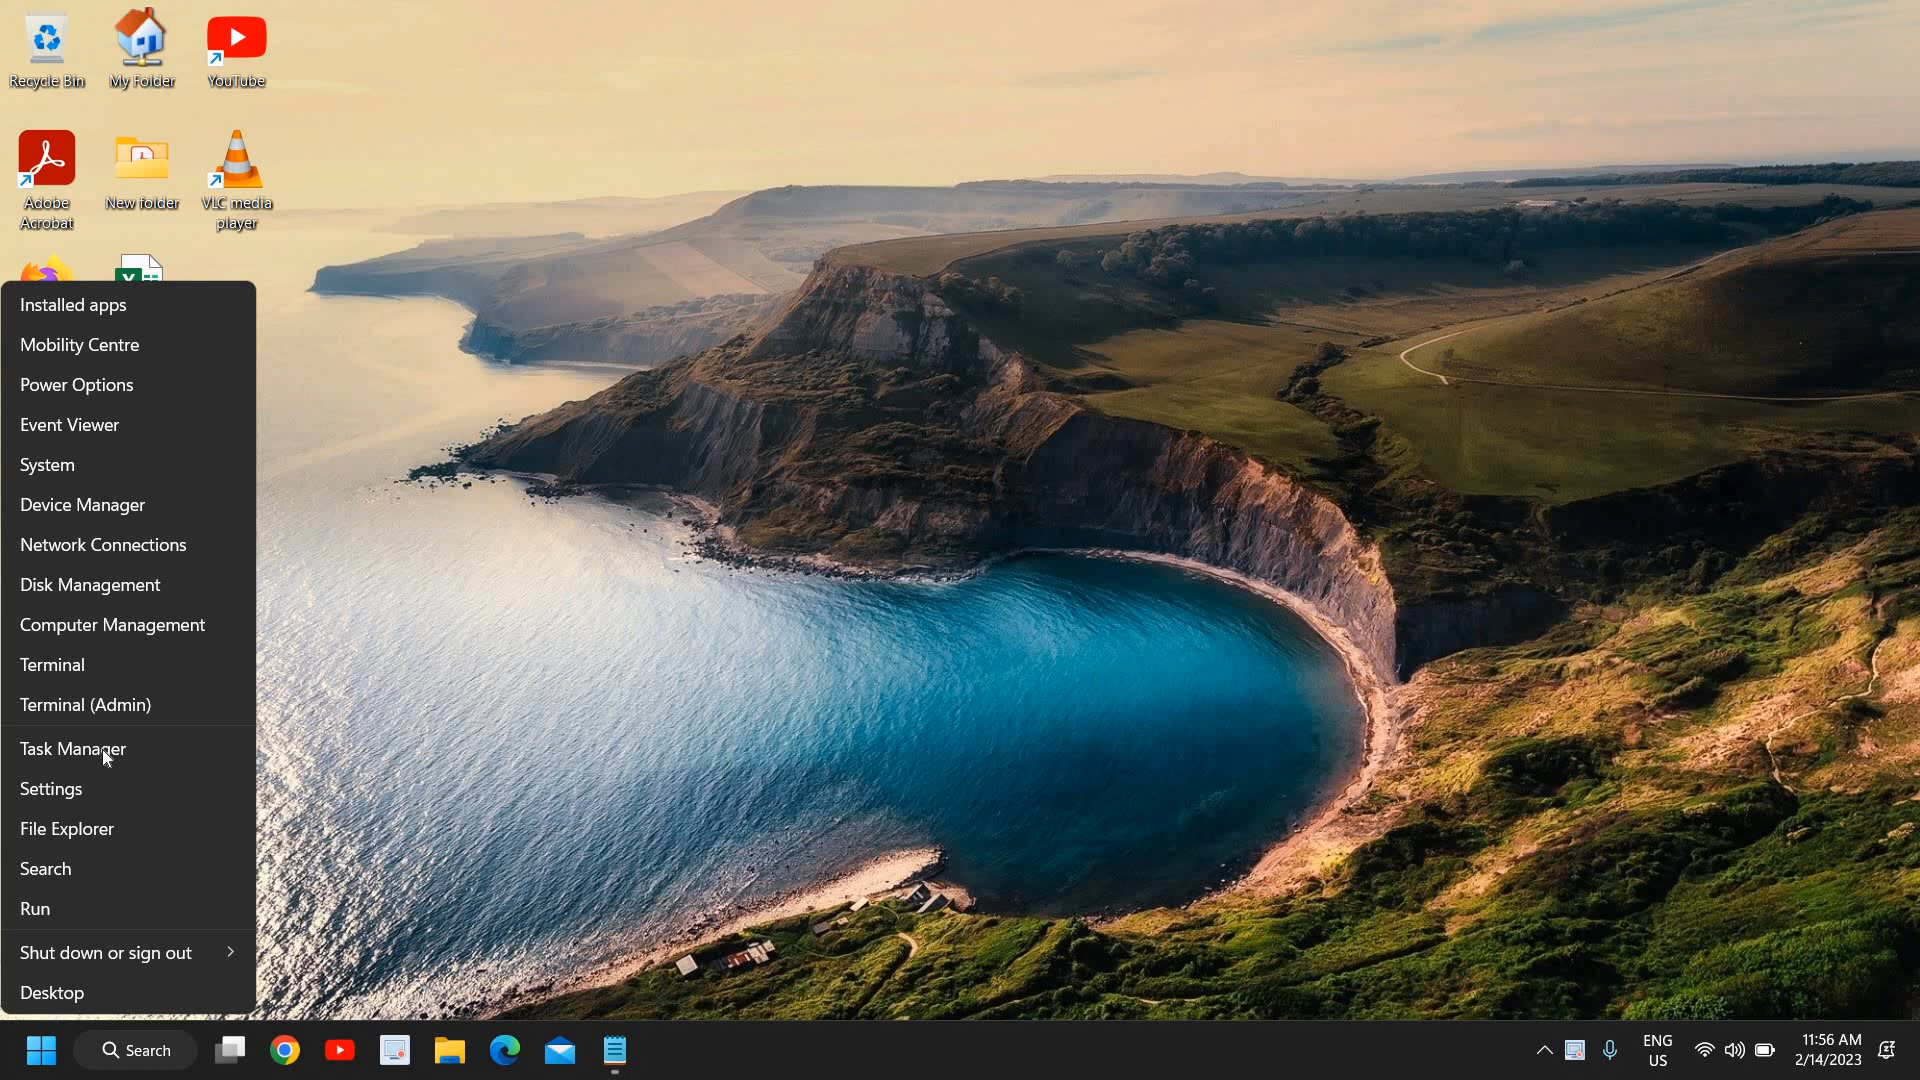 Recycle Bin
My Folder
YouTube
Adobe
Acrobat
New folder
VLC media
player
Installed apps
Mobility Centre
Power Options
Event Viewer
System
Device Manager
Network Connections
Disk Management
Computer Management
Terminal
Terminal (Admin)
Task Manager
Settings
File Explorer
Search
Run
Shut down or sign out
Desktop
Search
ENG
US
11:56 AM
2/14/2023